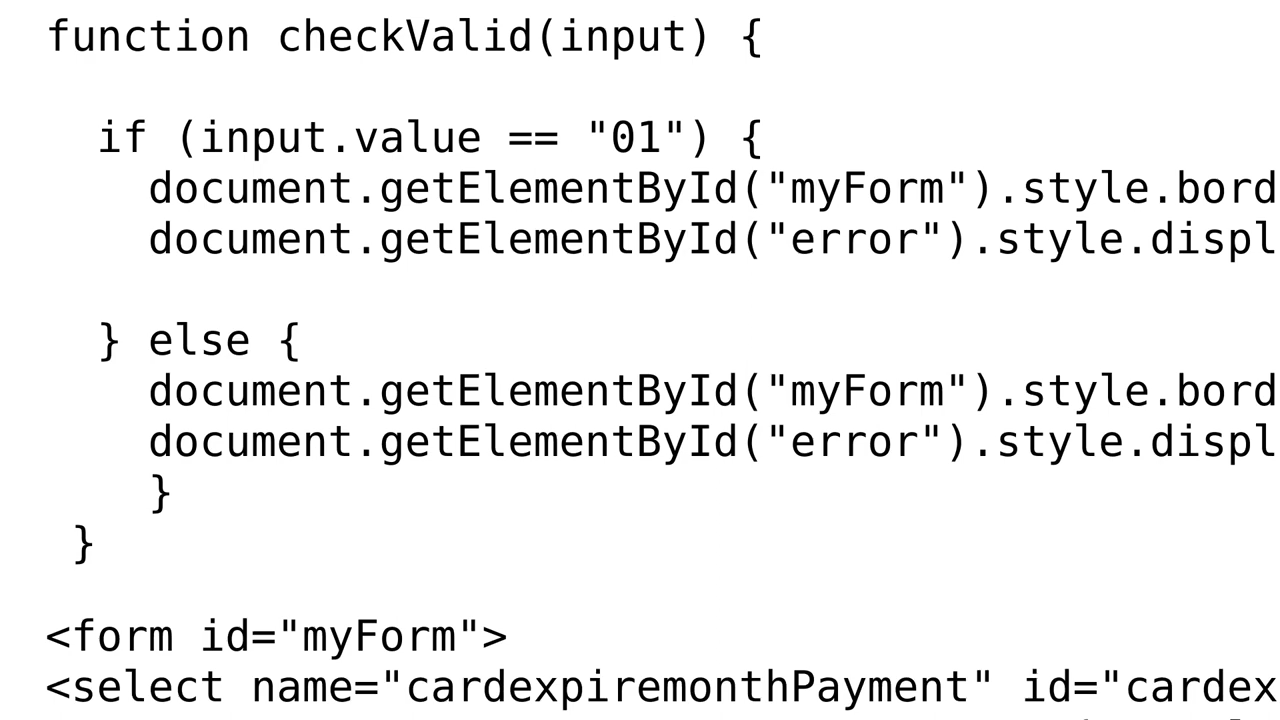 function checkValid(input) {
if (input.value == "01") {
document.getElementById("myForm").style.bord
document.getElementById("error").style.displ
} else {
document.getElementById("myForm").style.bord
document.getElementById("error").style.displ
}
}
<form id="myForm">
<select name="cardexpiremonthPayment" id="cardex